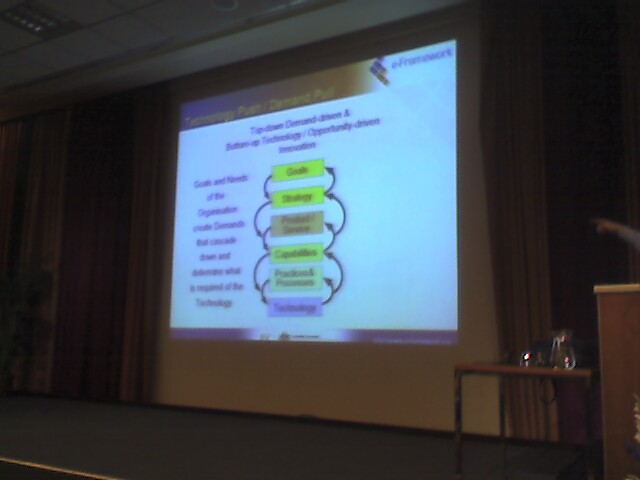 e-Framework
Technology Push / Demand Pull
Top-down Demand-driven &
Bottom-up Technology / Opportunity-driven
Innovation
Goals and Needs
of the
Organisation
create Demands
that cascade
down and
determine what
is required of the
Technology
Goals
Strategy
Product /
Service
Capabilities
Practices &
Processes
Technology